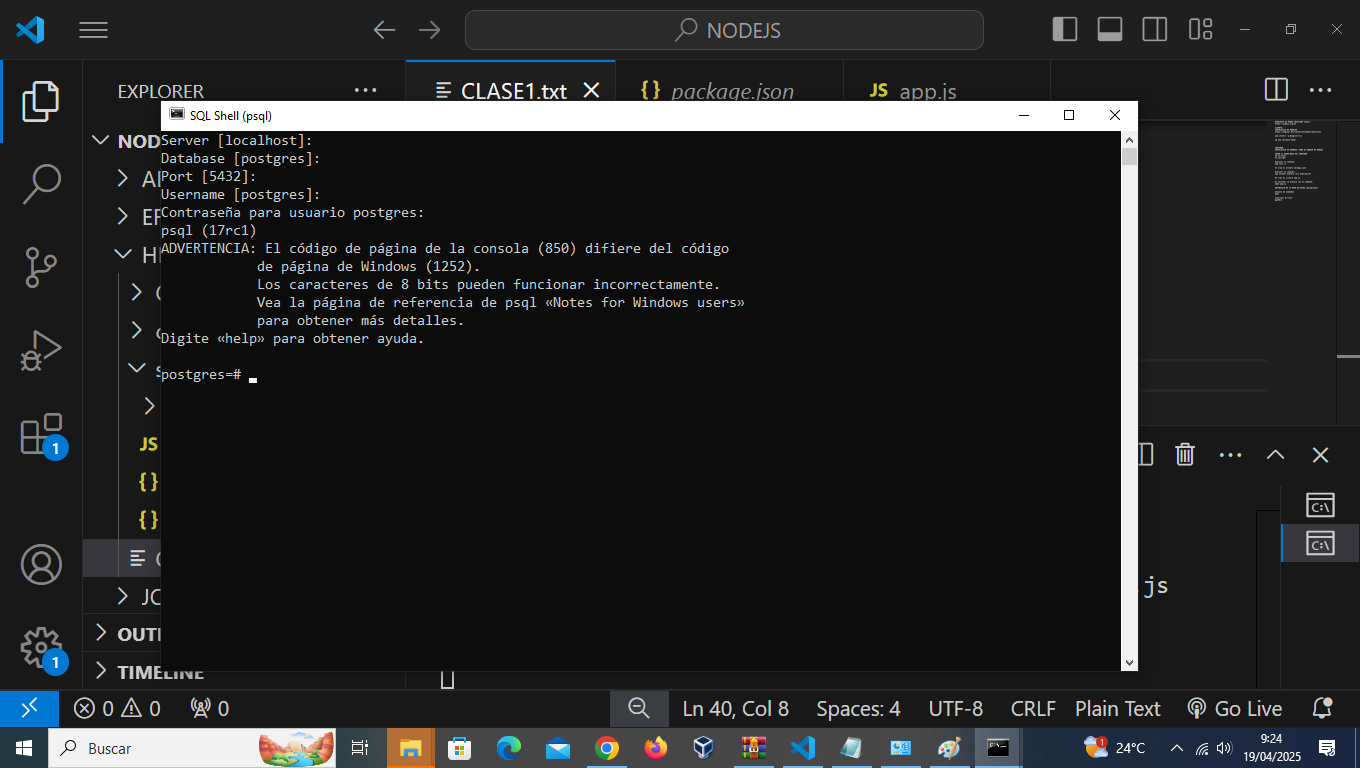 NODEJS
EXPLORER
CLASE1.txt
package.json
app.js
SQL Shell (psql)
Server [localhost]:
Database [postgres]:
Port [5432]:
Username [postgres]:
Contraseña para usuario postgres:
psql (17rc1)
ADVERTENCIA: El código de página de la consola (850) difiere del código
de página de Windows (1252).
Los caracteres de 8 bits pueden funcionar incorrectamente.
Vea la página de referencia de psql «Notes for Windows users»
para obtener más detalles.
Digite «help» para obtener ayuda.
postgres=#
NOD
JS
{}
{}
1
JC
OUT
1
TIMELINE
js
0 0 0
Ln 40, Col 8
Spaces: 4
UTF-8
CRLF
Plain Text
Go Live
Buscar
1
24°C
9:24
19/04/2025